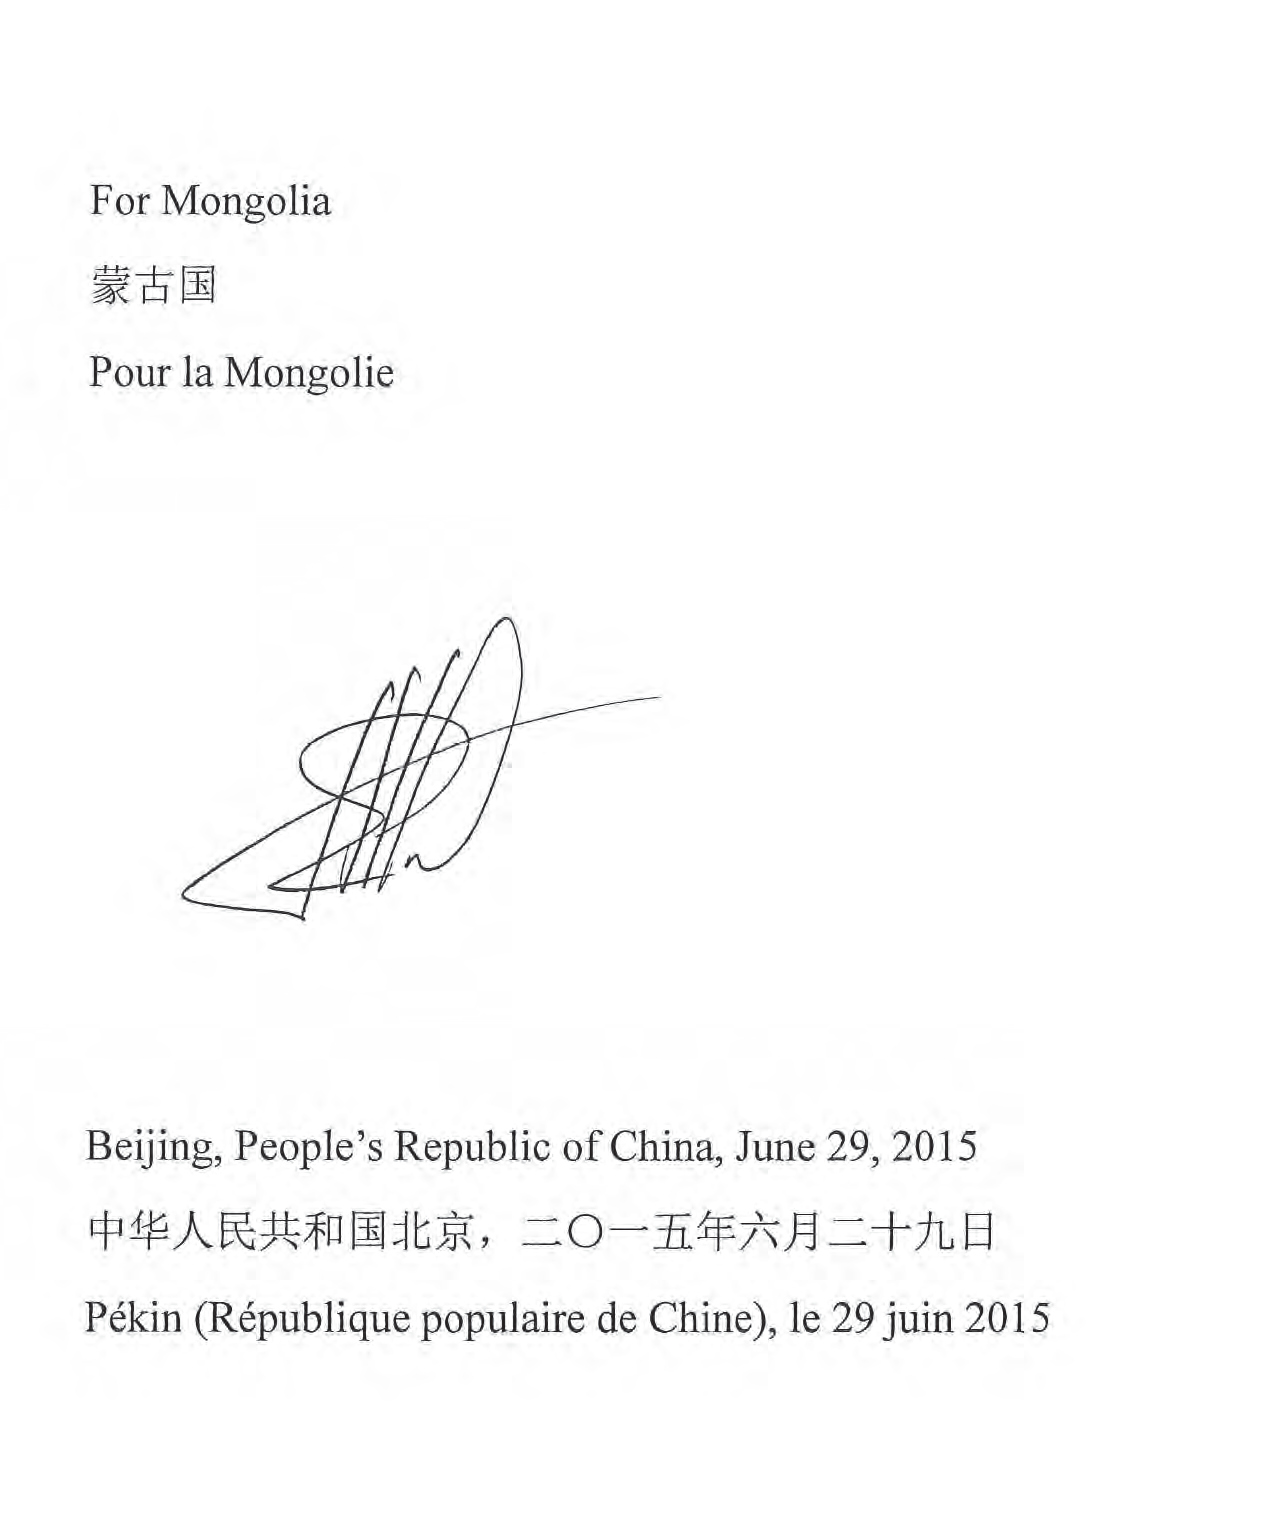 For Mongolia
蒙古国
Pour la Mongolie
Beijing, People’s Republic of China, June 29, 2015
中华人民共和国北京，二〇一五年六月二十九日
Pékin (République populaire de Chine), le 29 juin 2015